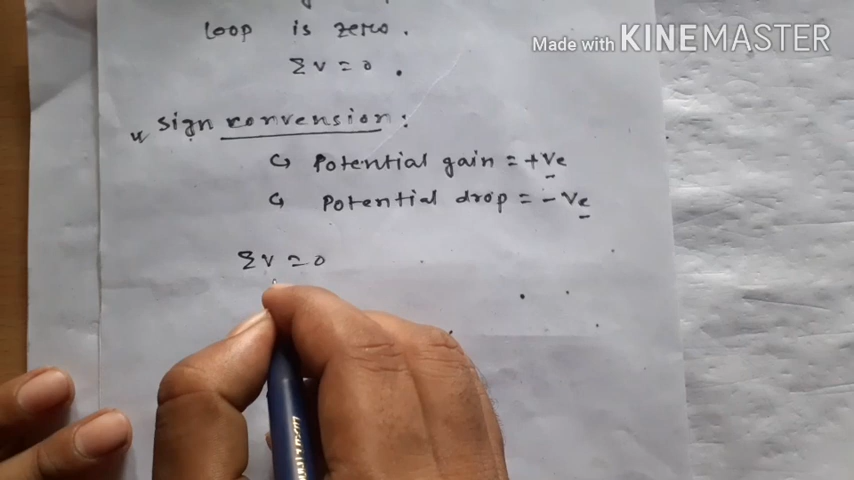 loop is zero.
Σv = 0.
Made with KINEMASTER
Sign convension:
Potential gain = +Ve
Potential drop = -Ve
Σv = 0